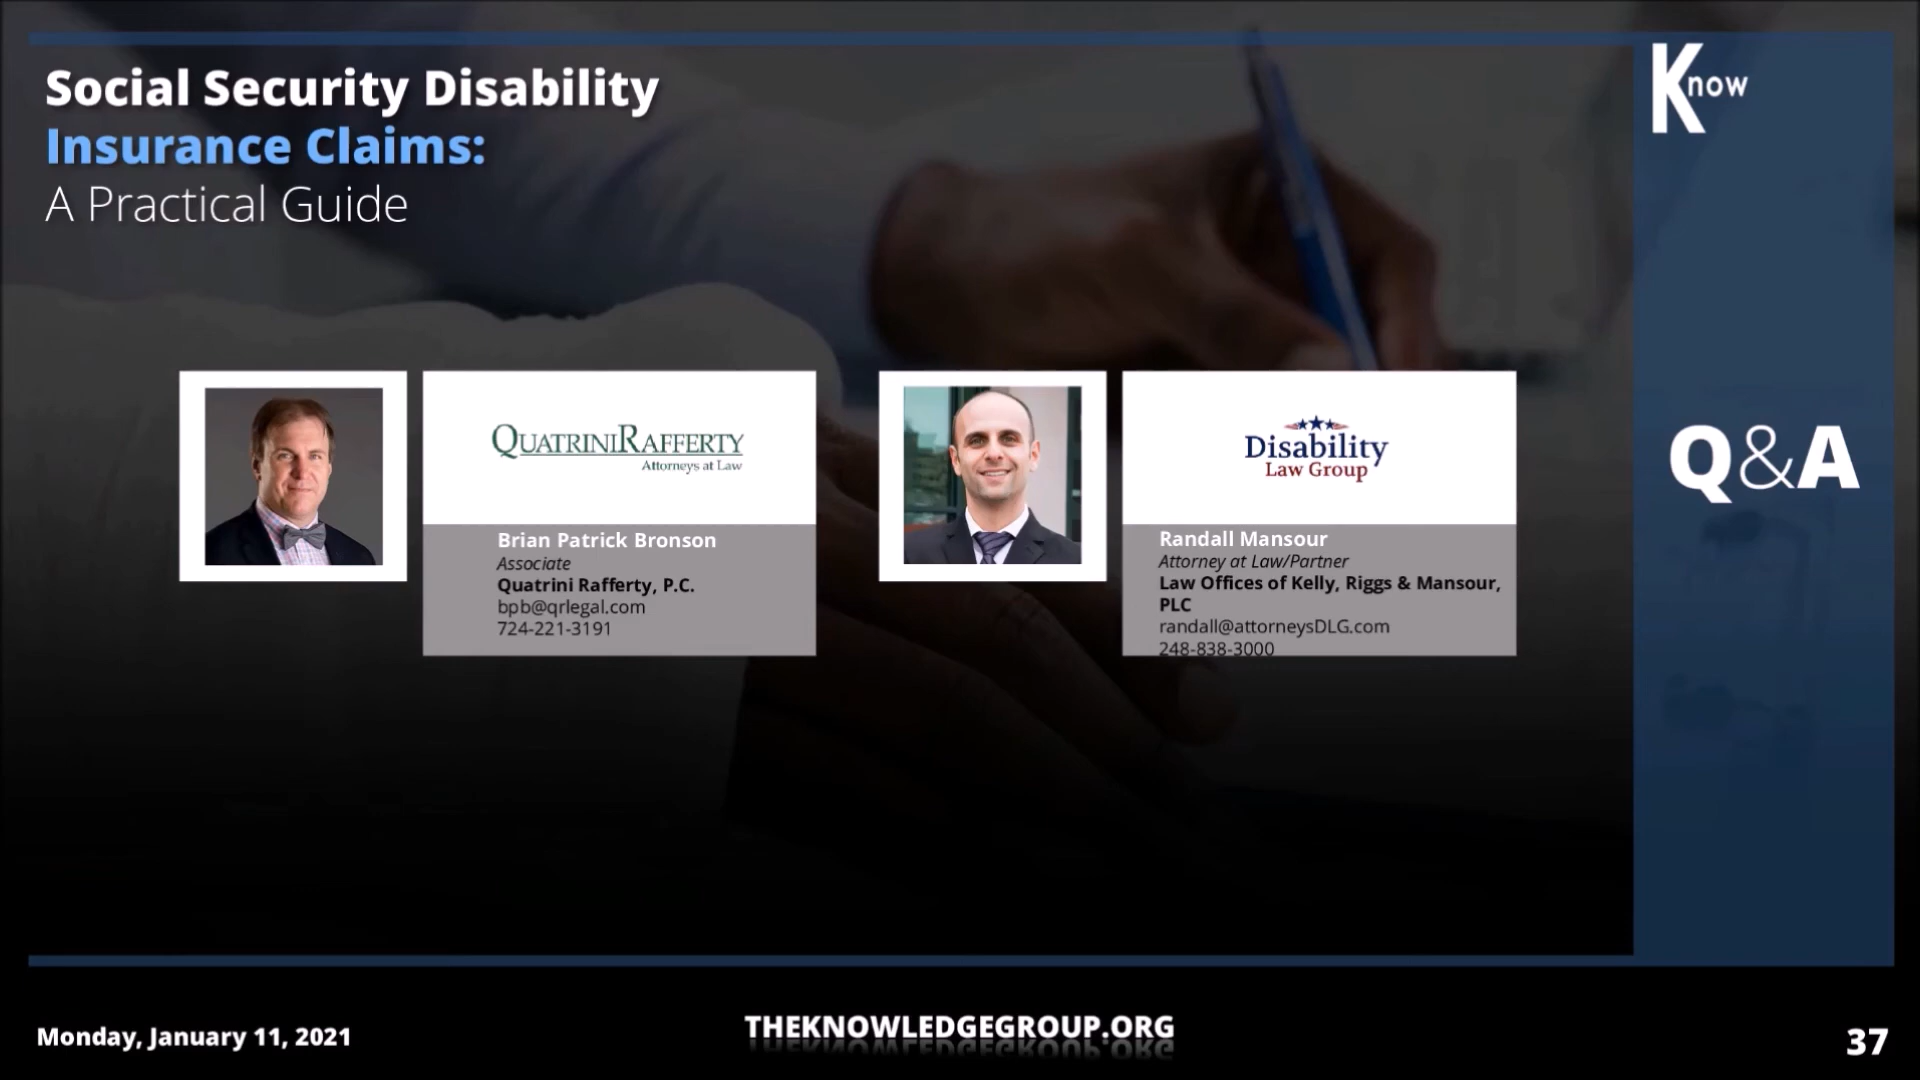 Social Security Disability
Insurance Claims:
A Practical Guide
Know
Q&A
QUATRINIRAFFERTY
Attorneys at Law
Brian Patrick Bronson
Associate
Quatrini Rafferty, P.C.
bpb@qrlegal.com
724-221-3191
Disability
Law Group
Randall Mansour
Attorney at Law/Partner
Law Offices of Kelly, Riggs & Mansour,
PLC
randall@attorneysDLG.com
248-838-3000
Monday, January 11, 2021
THEKNOWLEDGEGROUP.ORG
37